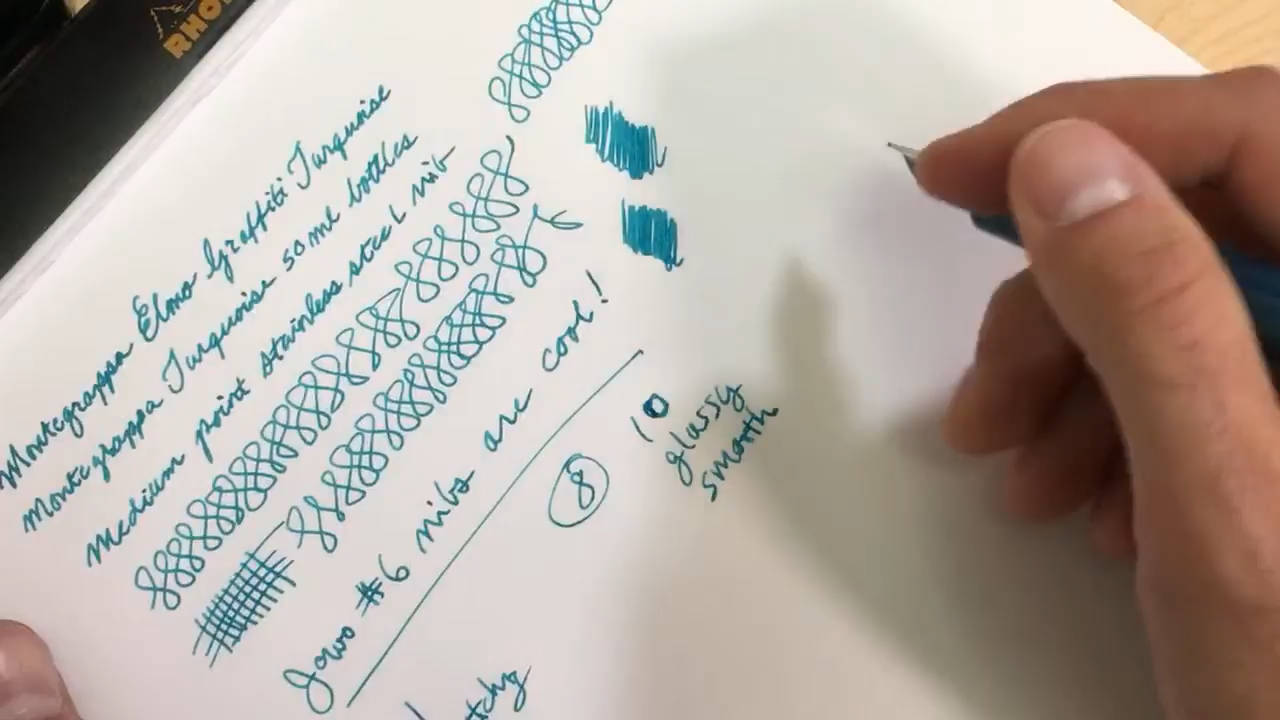 RHO
Montegrappa Elmo Graffiti Turquoise
Montegrappa Turquoise 50ml bottles
Medium point stainless steel nib
Jowo #6 nibs are cool!
8
10
glassy
smooth